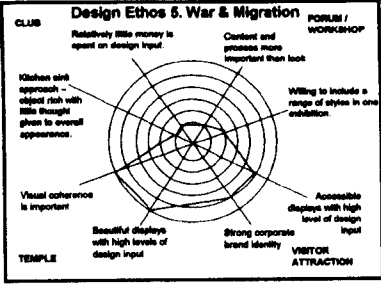 Design Ethos 5. War & Migration
CLUB
FORUM /
WORKSHOP
Relatively little money is
spent on design input.
Content and
process more
important than look
Kitchen sink
approach –
object rich with
little thought
given to overall
appearance.
Willing to include a
range of styles in one
exhibition.
Visual coherence
is important
Accessible
displays with high
level of design
input
Beautiful displays
with high levels of
design input
Strong corporate
brand identity
TEMPLE
VISITOR
ATTRACTION